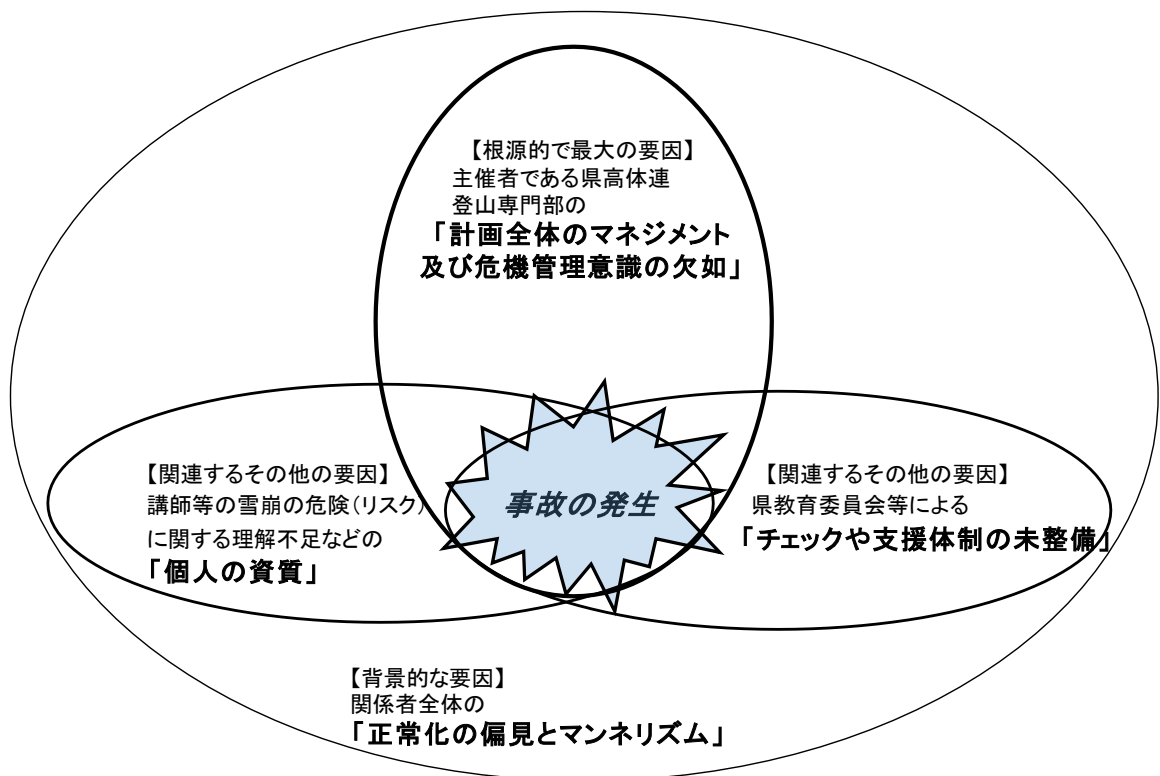 【根源的で最大の要因】
主催者である県高体連
登山専門部の
「計画全体のマネジメント
及び危機管理意識の欠如」
【関連するその他の要因】
講師等の雪崩の危険（リスク）
に関する理解不足などの
「個人の資質」
事故の発生
【関連するその他の要因】
県教育委員会等による
「チェックや支援体制の未整備」
【背景的な要因】
関係者全体の
「正常化の偏見とマンネリズム」